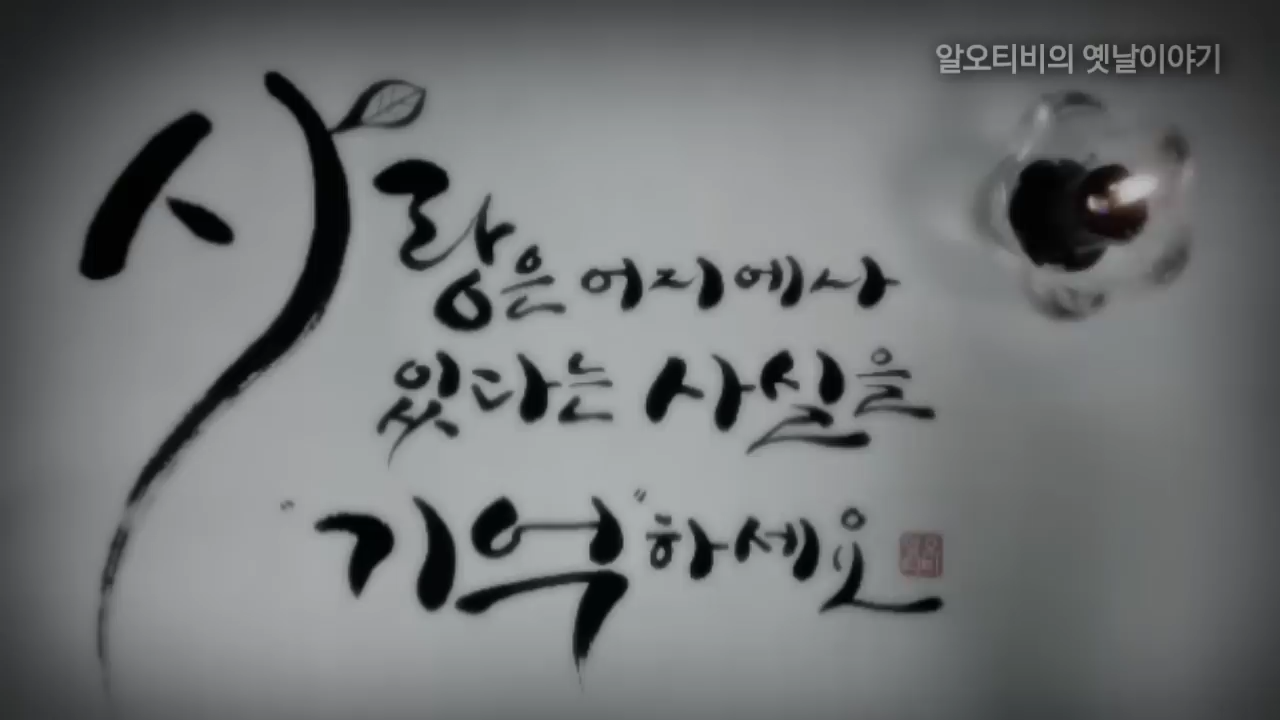 알오티비의 옛날이야기
사랑은 어디에나
있다는 사실을
"기억"하세요